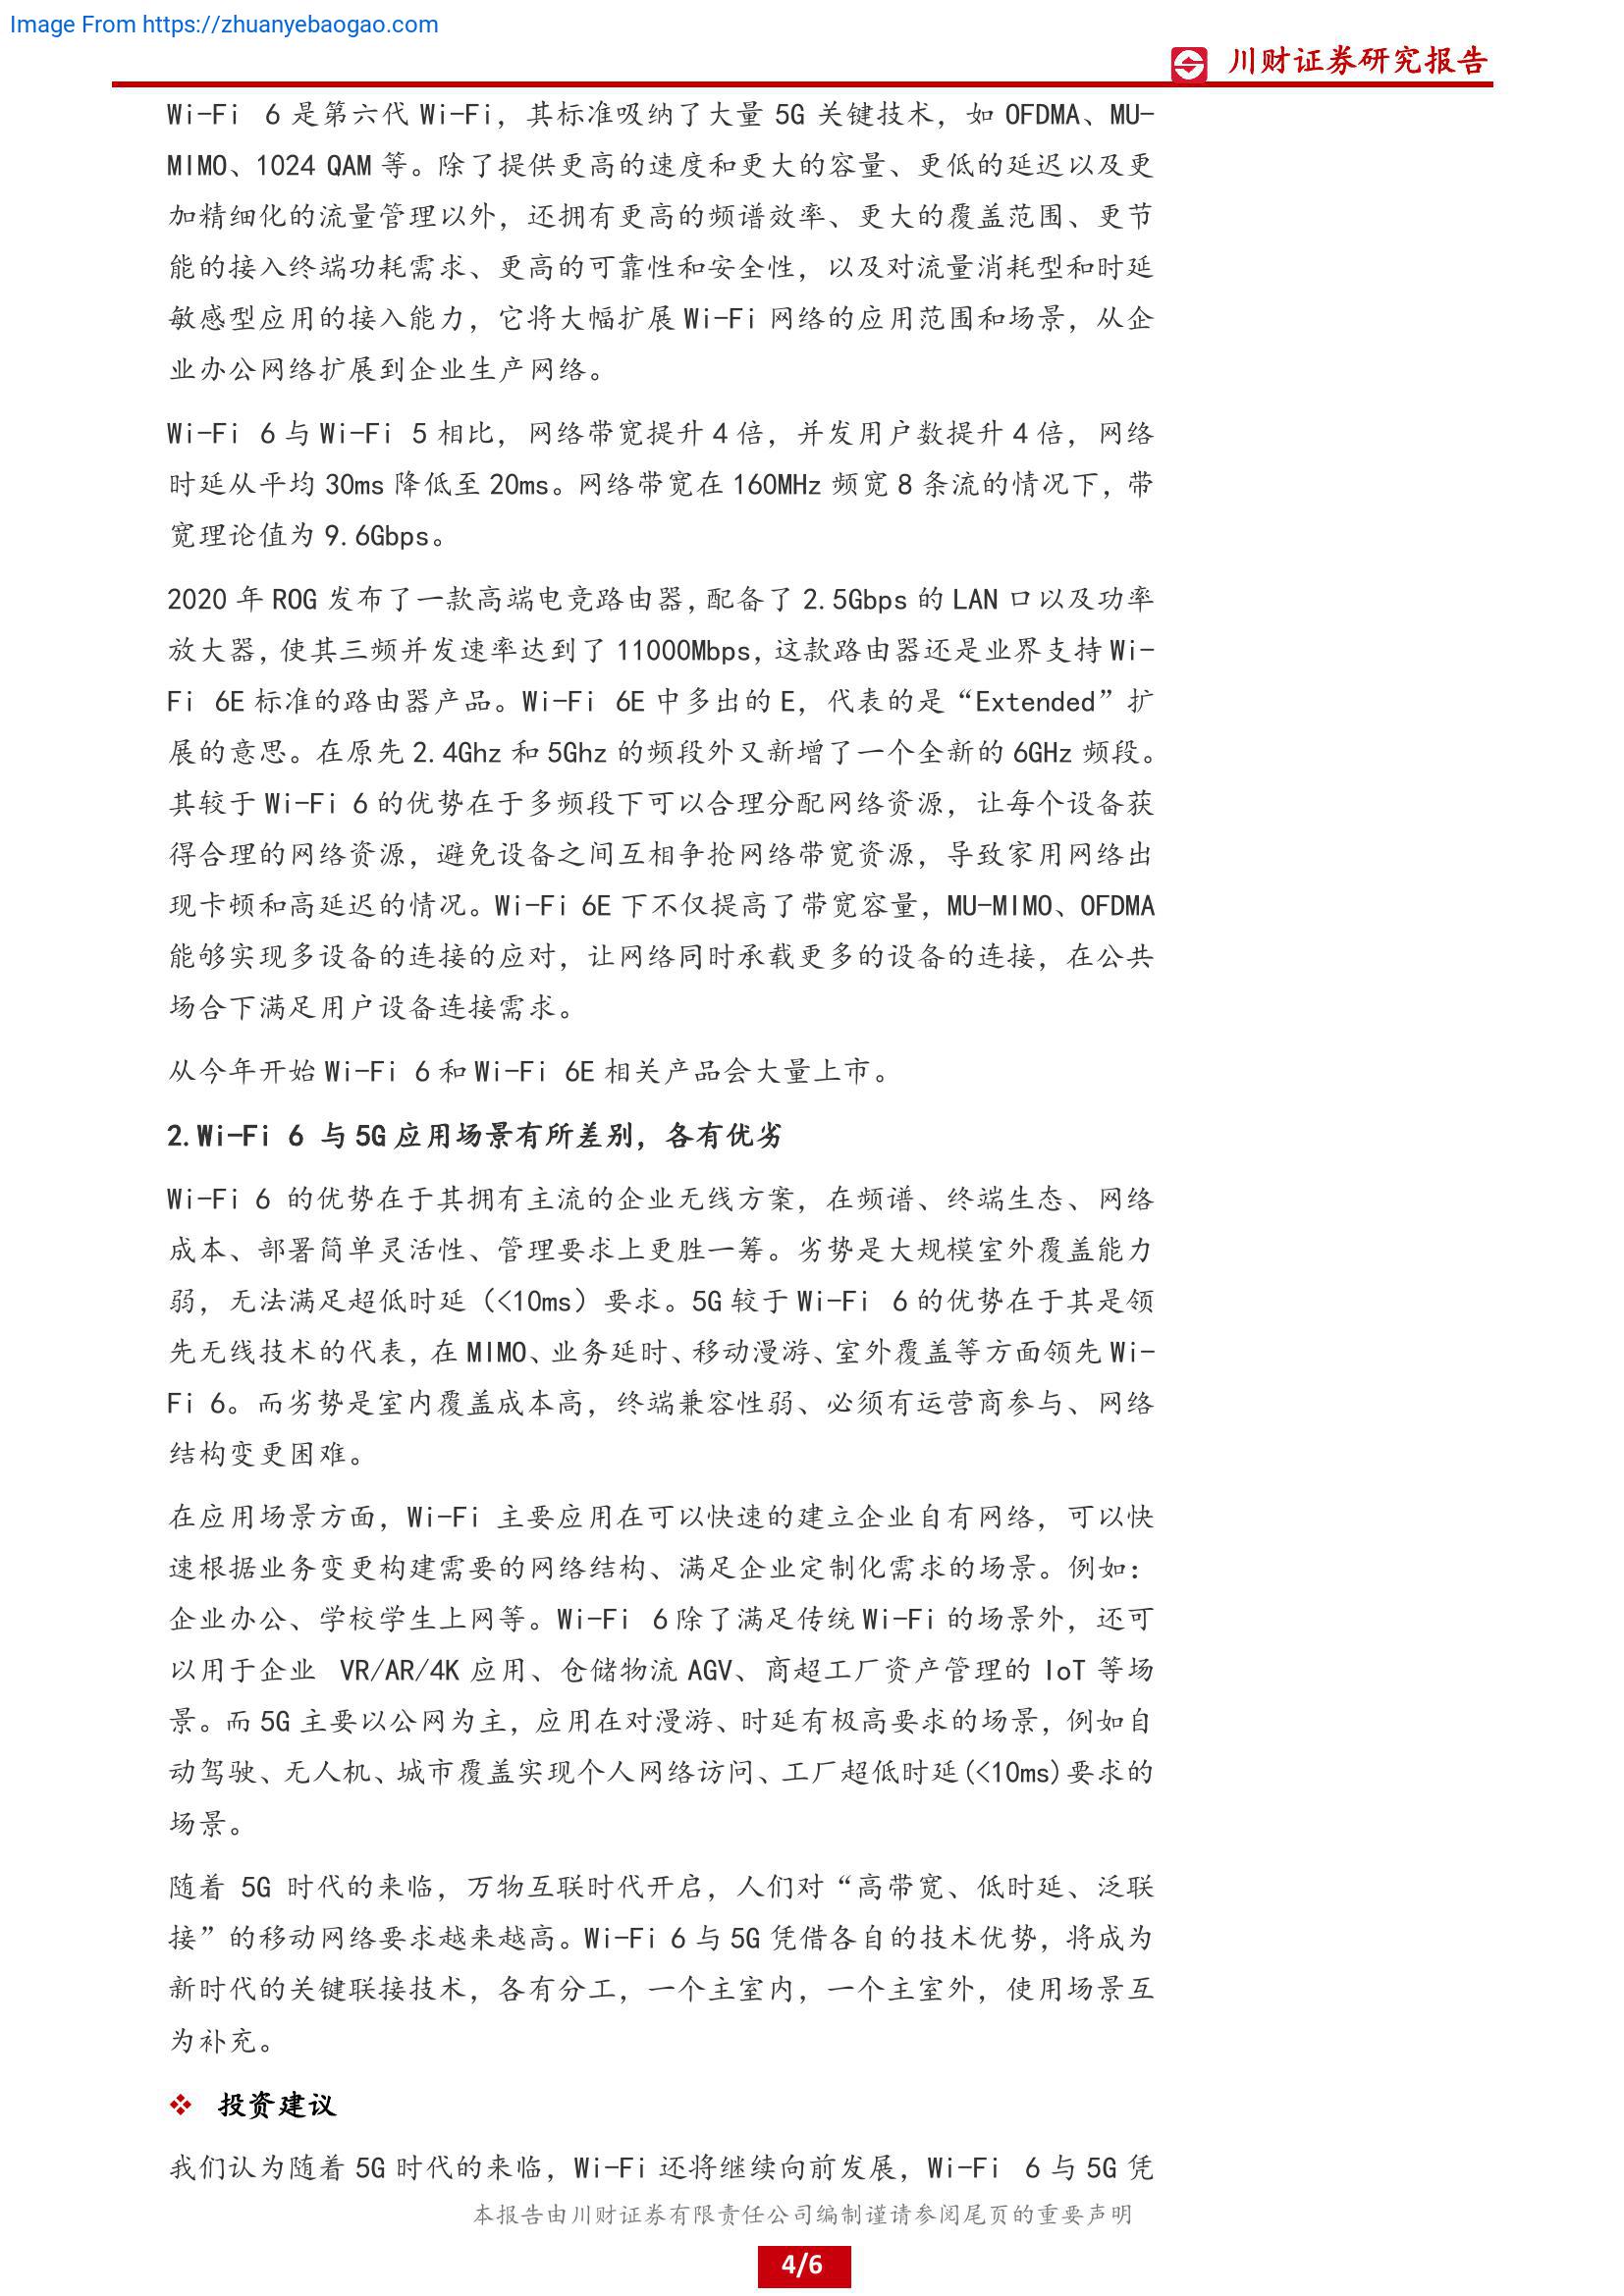 Image From https://zhuanyebaogao.com
川财证券研究报告
Wi-Fi 6 是第六代 Wi-Fi，其标准吸纳了大量 5G 关键技术，如 OFDMA、MU-
MIMO、1024 QAM 等。除了提供更高的速度和更大的容量、更低的延迟以及更
加精细化的流量管理以外，还拥有更高的频谱效率、更大的覆盖范围、更节
能的接入终端功耗需求、更高的可靠性和安全性，以及对流量消耗型和时延
敏感型应用的接入能力，它将大幅扩展 Wi-Fi 网络的应用范围和场景，从企
业办公网络扩展到企业生产网络。
Wi-Fi 6 与 Wi-Fi 5 相比，网络带宽提升 4 倍，并发用户数提升 4 倍，网络
时延从平均 30ms 降低至 20ms。网络带宽在 160MHz 频宽 8 条流的情况下，带
宽理论值为 9.6Gbps。
2020 年 ROG 发布了一款高端电竞路由器，配备了 2.5Gbps 的 LAN 口以及功率
放大器，使其三频并发速率达到了 11000Mbps，这款路由器还是业界支持 Wi-
Fi 6E 标准的路由器产品。Wi-Fi 6E 中多出的 E，代表的是“Extended”扩
展的意思。在原先 2.4Ghz 和 5Ghz 的频段外又新增了一个全新的 6GHz 频段。
其较于 Wi-Fi 6 的优势在于多频段下可以合理分配网络资源，让每个设备获
得合理的网络资源，避免设备之间互相争抢网络带宽资源，导致家用网络出
现卡顿和高延迟的情况。Wi-Fi 6E 下不仅提高了带宽容量，MU-MIMO、OFDMA
能够实现多设备的连接的应对，让网络同时承载更多的设备的连接，在公共
场合下满足用户设备连接需求。
从今年开始 Wi-Fi 6 和 Wi-Fi 6E 相关产品会大量上市。
2.Wi-Fi 6 与 5G 应用场景有所差别，各有优劣
Wi-Fi 6 的优势在于其拥有主流的企业无线方案，在频谱、终端生态、网络
成本、部署简单灵活性、管理要求上更胜一筹。劣势是大规模室外覆盖能力
弱，无法满足超低时延（<10ms）要求。5G 较于 Wi-Fi 6 的优势在于其是领
先无线技术的代表，在 MIMO、业务延时、移动漫游、室外覆盖等方面领先 Wi-
Fi 6。而劣势是室内覆盖成本高，终端兼容性弱、必须有运营商参与、网络
结构变更困难。
在应用场景方面，Wi-Fi 主要应用在可以快速的建立企业自有网络，可以快
速根据业务变更构建需要的网络结构、满足企业定制化需求的场景。例如：
企业办公、学校学生上网等。Wi-Fi 6 除了满足传统 Wi-Fi 的场景外，还可
以用于企业 VR/AR/4K 应用、仓储物流 AGV、商超工厂资产管理的 IoT 等场
景。而 5G 主要以公网为主，应用在对漫游、时延有极高要求的场景，例如自
动驾驶、无人机、城市覆盖实现个人网络访问、工厂超低时延(<10ms)要求的
场景。
随着 5G 时代的来临，万物互联时代开启，人们对“高带宽、低时延、泛联
接”的移动网络要求越来越高。Wi-Fi 6 与 5G 凭借各自的技术优势，将成为
新时代的关键联接技术，各有分工，一个主室内，一个主室外，使用场景互
为补充。
❖ 投资建议
我们认为随着 5G 时代的来临，Wi-Fi 还将继续向前发展，Wi-Fi 6 与 5G 凭
本报告由川财证券有限责任公司编制谨请参阅尾页的重要声明
4/6